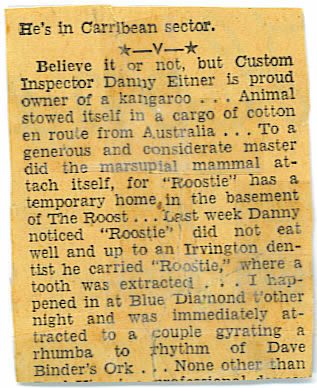 He's in Carribean sector.
★—V—★
Believe it or not, but Custom
Inspector Danny Eitner is proud
owner of a kangaroo . . . Animal
stowed itself in a cargo of cotton
en route from Australia . . . To a
generous and considerate master
did the marsupial mammal at-
tach itself, for "Roostie" has a
temporary home in the basement
of The Roost . . . Last week Danny
noticed "Roostie" did not eat
well and up to an Irvington den-
tist he carried "Roostie," where a
tooth was extracted . . . I hap-
pened in at Blue Diamond t'other
night and was immediately at-
tracted to a couple gyrating a
rhumba to rhythm of Dave
Binder's Ork . . . None other than